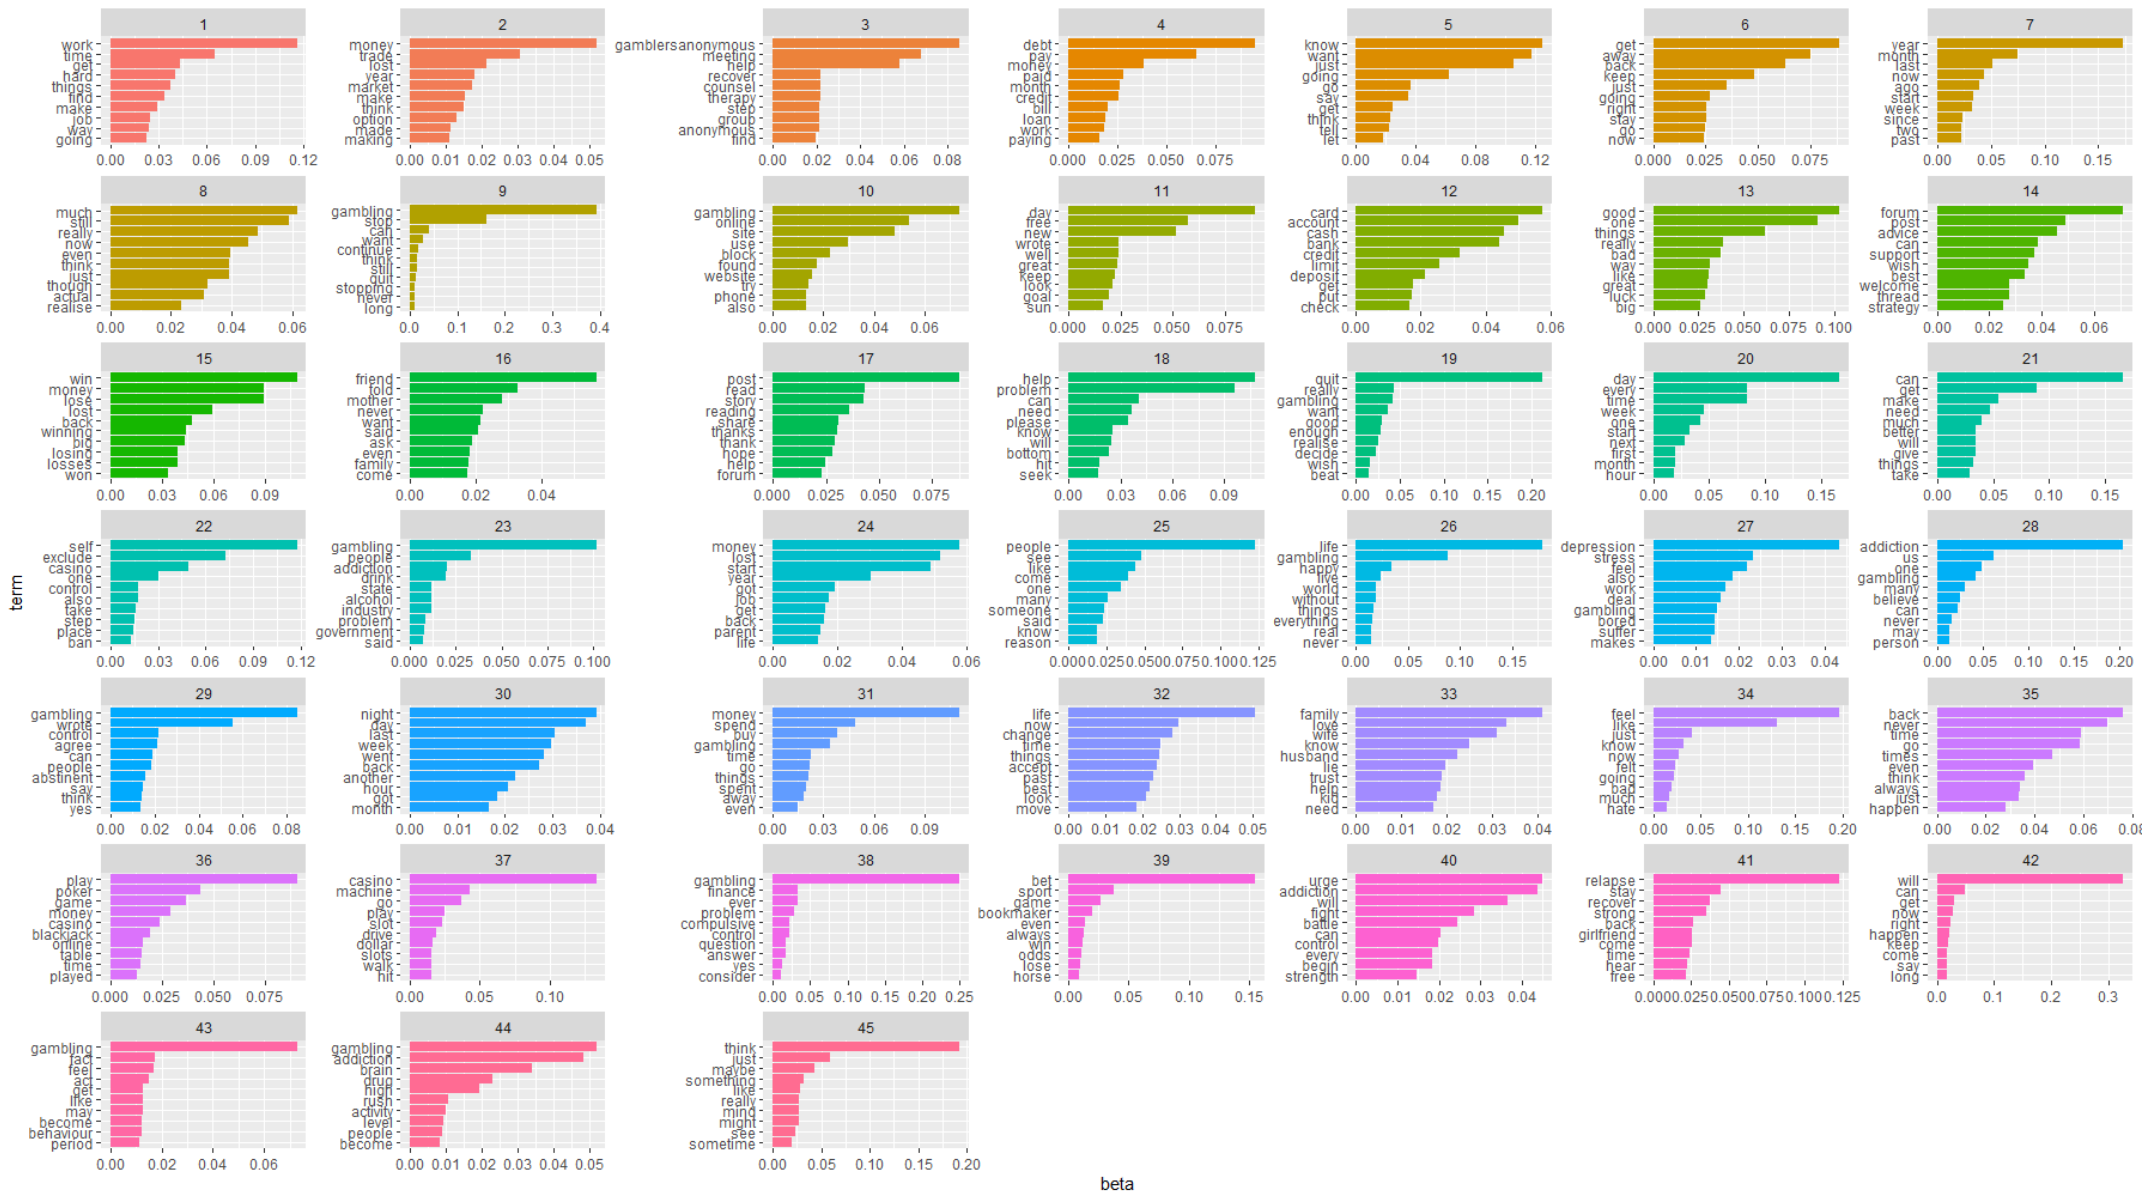 1
work
time
get
hard
things
find
make
job
way
going
0.00 0.03 0.06 0.09 0.12
2
money
trade
lost
year
market
make
think
option
made
making
0.00 0.01 0.02 0.03 0.04 0.05
3
gamblersanonymous
meeting
help
recover
counsel
therapy
step
group
anonymous
find
0.00 0.02 0.04 0.06 0.08
4
debt
pay
money
paid
month
credit
bill
loan
work
paying
0.000 0.025 0.050 0.075
5
know
want
just
going
go
say
get
think
tell
let
0.00 0.04 0.08 0.12
6
get
away
back
keep
just
going
right
stay
go
now
0.000 0.025 0.050 0.075
7
year
month
last
now
ago
start
week
since
two
past
0.00 0.05 0.10 0.15
8
much
still
really
now
even
think
just
though
actual
realise
0.00 0.02 0.04 0.06
9
gambling
stop
can
want
continue
think
still
quit
stopping
never
long
0.0 0.1 0.2 0.3 0.4
10
gambling
online
site
use
block
found
website
try
phone
also
0.00 0.02 0.04 0.06
11
day
free
new
wrote
well
great
keep
look
goal
sun
0.000 0.025 0.050 0.075
12
card
account
cash
bank
credit
limit
deposit
get
put
check
0.00 0.02 0.04 0.06
13
good
one
things
really
bad
way
like
great
luck
big
0.000 0.025 0.050 0.075 0.100
14
forum
post
advice
can
support
wish
best
welcome
thread
strategy
0.00 0.02 0.04 0.06
15
win
money
lose
lost
back
winning
big
losing
losses
won
0.00 0.03 0.06 0.09
16
friend
told
mother
never
want
said
ask
even
family
come
0.00 0.02 0.04
17
post
read
story
reading
share
thanks
thank
hope
help
forum
0.000 0.025 0.050 0.075
18
help
problem
can
need
please
know
will
bottom
hit
seek
0.00 0.03 0.06 0.09
19
quit
really
gambling
want
good
enough
realise
decide
wish
beat
0.00 0.05 0.10 0.15 0.20
20
day
every
time
week
one
start
next
first
month
hour
0.00 0.05 0.10 0.15
21
can
get
make
need
much
better
will
give
things
take
0.00 0.05 0.10 0.15
22
self
exclude
casino
one
control
also
take
step
place
ban
0.00 0.03 0.06 0.09 0.12
23
gambling
people
addiction
drink
state
alcohol
industry
problem
government
said
0.000 0.025 0.050 0.075 0.100
24
money
lost
start
year
got
job
get
back
parent
life
0.00 0.02 0.04 0.06
25
people
see
like
come
one
many
someone
said
know
reason
0.000 0.025 0.050 0.075 0.100 0.125
26
life
gambling
happy
live
world
without
things
everything
real
never
0.00 0.05 0.10 0.15
27
depression
stress
feel
also
work
deal
gambling
bored
suffer
makes
0.00 0.01 0.02 0.03 0.04
28
addiction
us
one
gambling
many
believe
can
never
may
person
0.00 0.05 0.10 0.15 0.20
29
gambling
wrote
control
agree
can
people
abstinent
say
think
yes
0.00 0.02 0.04 0.06 0.08
30
night
day
last
week
went
back
another
hour
got
month
0.00 0.01 0.02 0.03 0.04
31
money
spend
buy
gambling
time
go
things
spent
away
even
0.00 0.03 0.06 0.09
32
life
now
change
time
things
accept
past
best
look
move
0.00 0.01 0.02 0.03 0.04 0.05
33
family
love
wife
know
husband
lie
trust
help
kid
need
0.00 0.01 0.02 0.03 0.04
34
feel
like
just
know
now
felt
going
bad
much
hate
0.00 0.05 0.10 0.15 0.20
35
back
never
time
go
times
even
think
always
just
happen
0.00 0.02 0.04 0.06 0.08
36
play
poker
game
money
casino
blackjack
online
table
time
played
0.000 0.025 0.050 0.075
37
casino
machine
go
play
slot
drive
dollar
slots
walk
hit
0.00 0.05 0.10
38
gambling
finance
ever
problem
compulsive
control
question
answer
yes
consider
0.00 0.05 0.10 0.15 0.20 0.25
39
bet
sport
game
bookmaker
even
always
win
odds
lose
horse
0.00 0.05 0.10 0.15
40
urge
addiction
will
fight
battle
can
control
every
begin
strength
0.00 0.01 0.02 0.03 0.04
41
relapse
stay
recover
strong
back
girlfriend
come
time
hear
free
0.000 0.025 0.050 0.075 0.100 0.125
42
will
can
get
now
right
happen
keep
come
say
long
0.0 0.1 0.2 0.3
43
gambling
fact
feel
act
get
like
may
become
behaviour
period
0.00 0.02 0.04 0.06
44
gambling
addiction
brain
drug
high
rush
activity
level
people
become
0.00 0.01 0.02 0.03 0.04 0.05
45
think
just
maybe
something
like
really
mind
might
see
sometime
0.00 0.05 0.10 0.15 0.20
term
beta